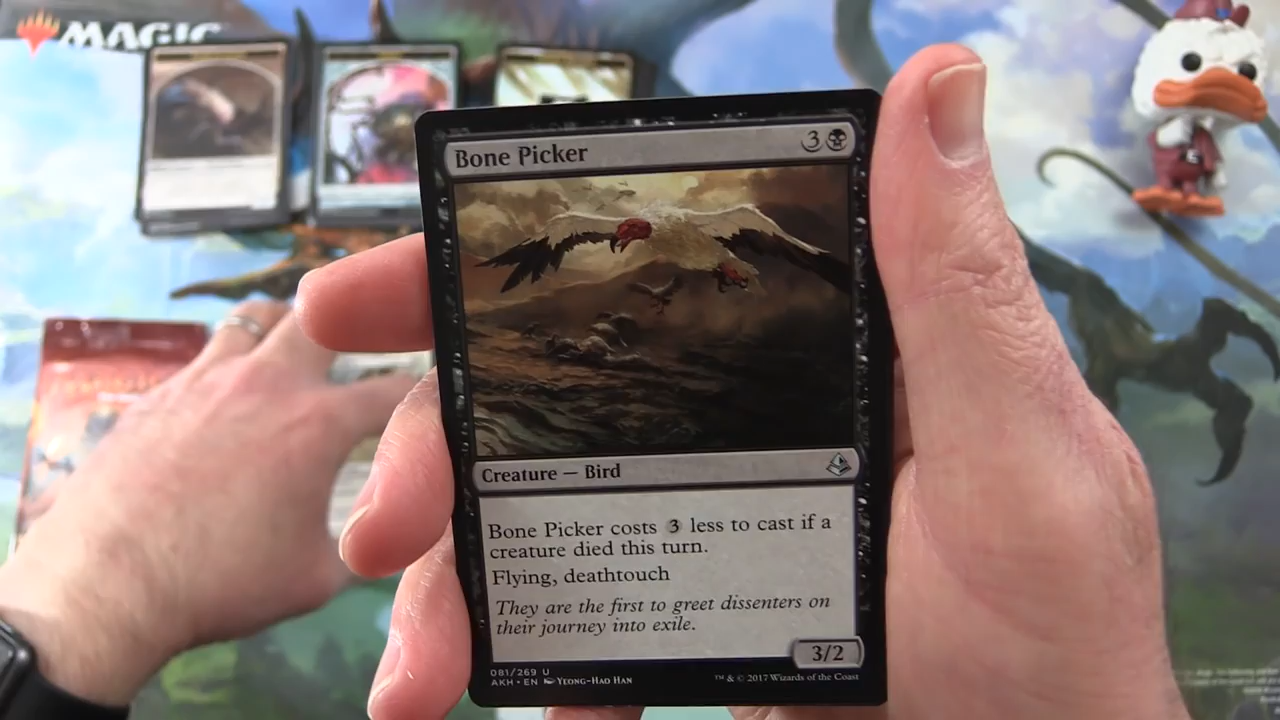 MAGIC
Bone Picker 3
Creature — Bird
Bone Picker costs 3 less to cast if a
creature died this turn.
Flying, deathtouch
They are the first to greet dissenters on
their journey into exile.
3/2
081/269 U
AKH • EN Yeong-Hao Han
™ & © 2017 Wizards of the Coast